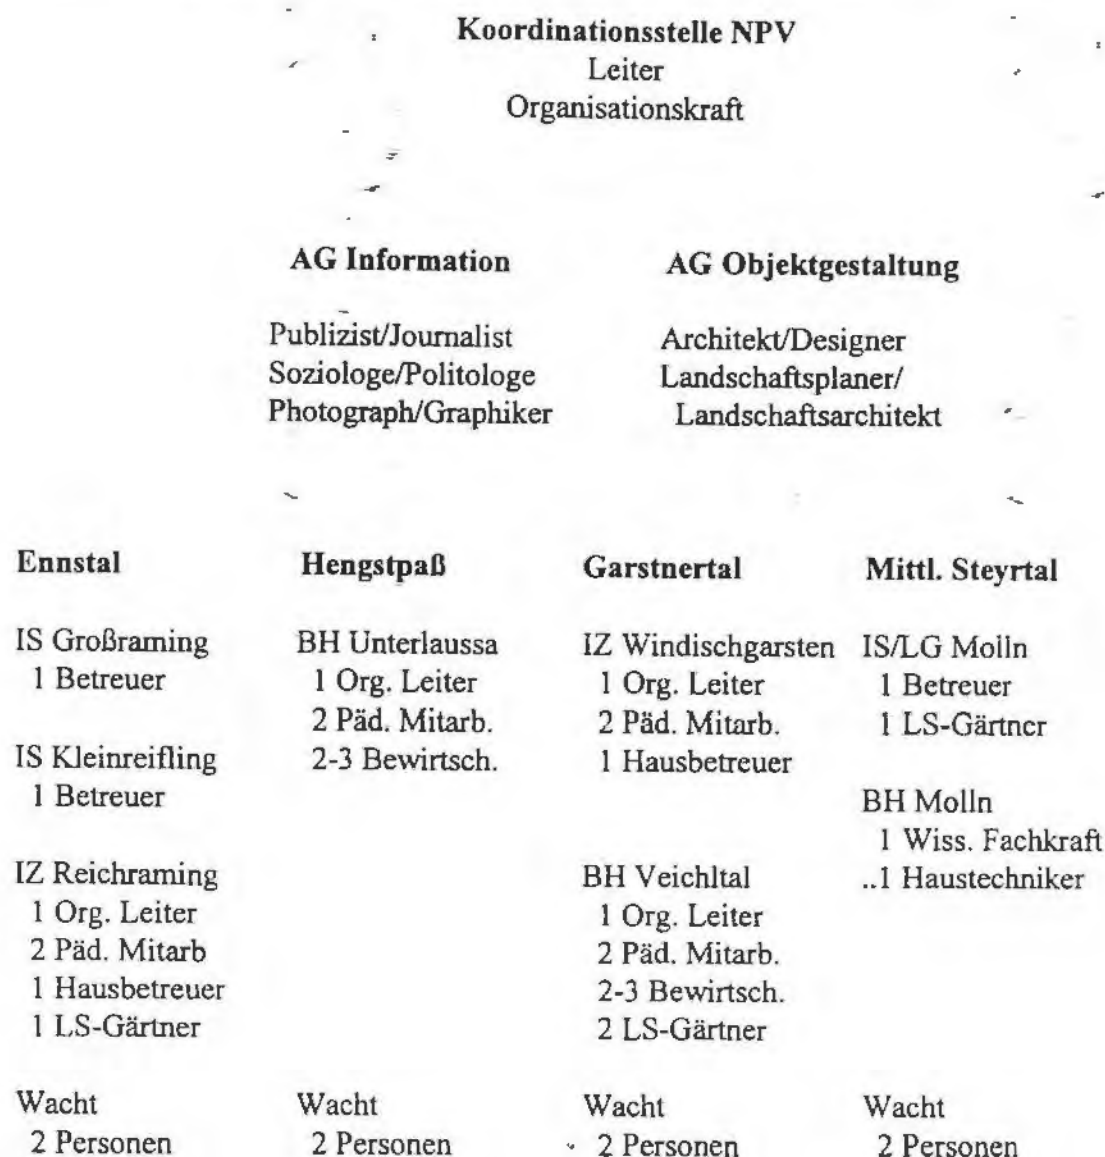 Koordinationsstelle NPV
Leiter
Organisationskraft
AG Information
Publizist/Journalist
Soziologe/Politologe
Photograph/Graphiker
AG Objektgestaltung
Architekt/Designer
Landschaftsplaner/
Landschaftsarchitekt
Ennstal
IS Großraming
1 Betreuer
IS Kleinreifling
1 Betreuer
IZ Reichraming
1 Org. Leiter
2 Päd. Mitarb
1 Hausbetreuer
1 LS-Gärtner
Wacht
2 Personen
Hengstpaß
BH Unterlaussa
1 Org. Leiter
2 Päd. Mitarb.
2-3 Bewirtsch.
Wacht
2 Personen
Garstnertal
IZ Windischgarsten
1 Org. Leiter
2 Päd. Mitarb.
1 Hausbetreuer
BH Veichltal
1 Org. Leiter
2 Päd. Mitarb.
2-3 Bewirtsch.
2 LS-Gärtner
Wacht
2 Personen
Mittl. Steyrtal
IS/LG Molln
1 Betreuer
1 LS-Gärtner
BH Molln
1 Wiss. Fachkraft
..1 Haustechniker
Wacht
2 Personen